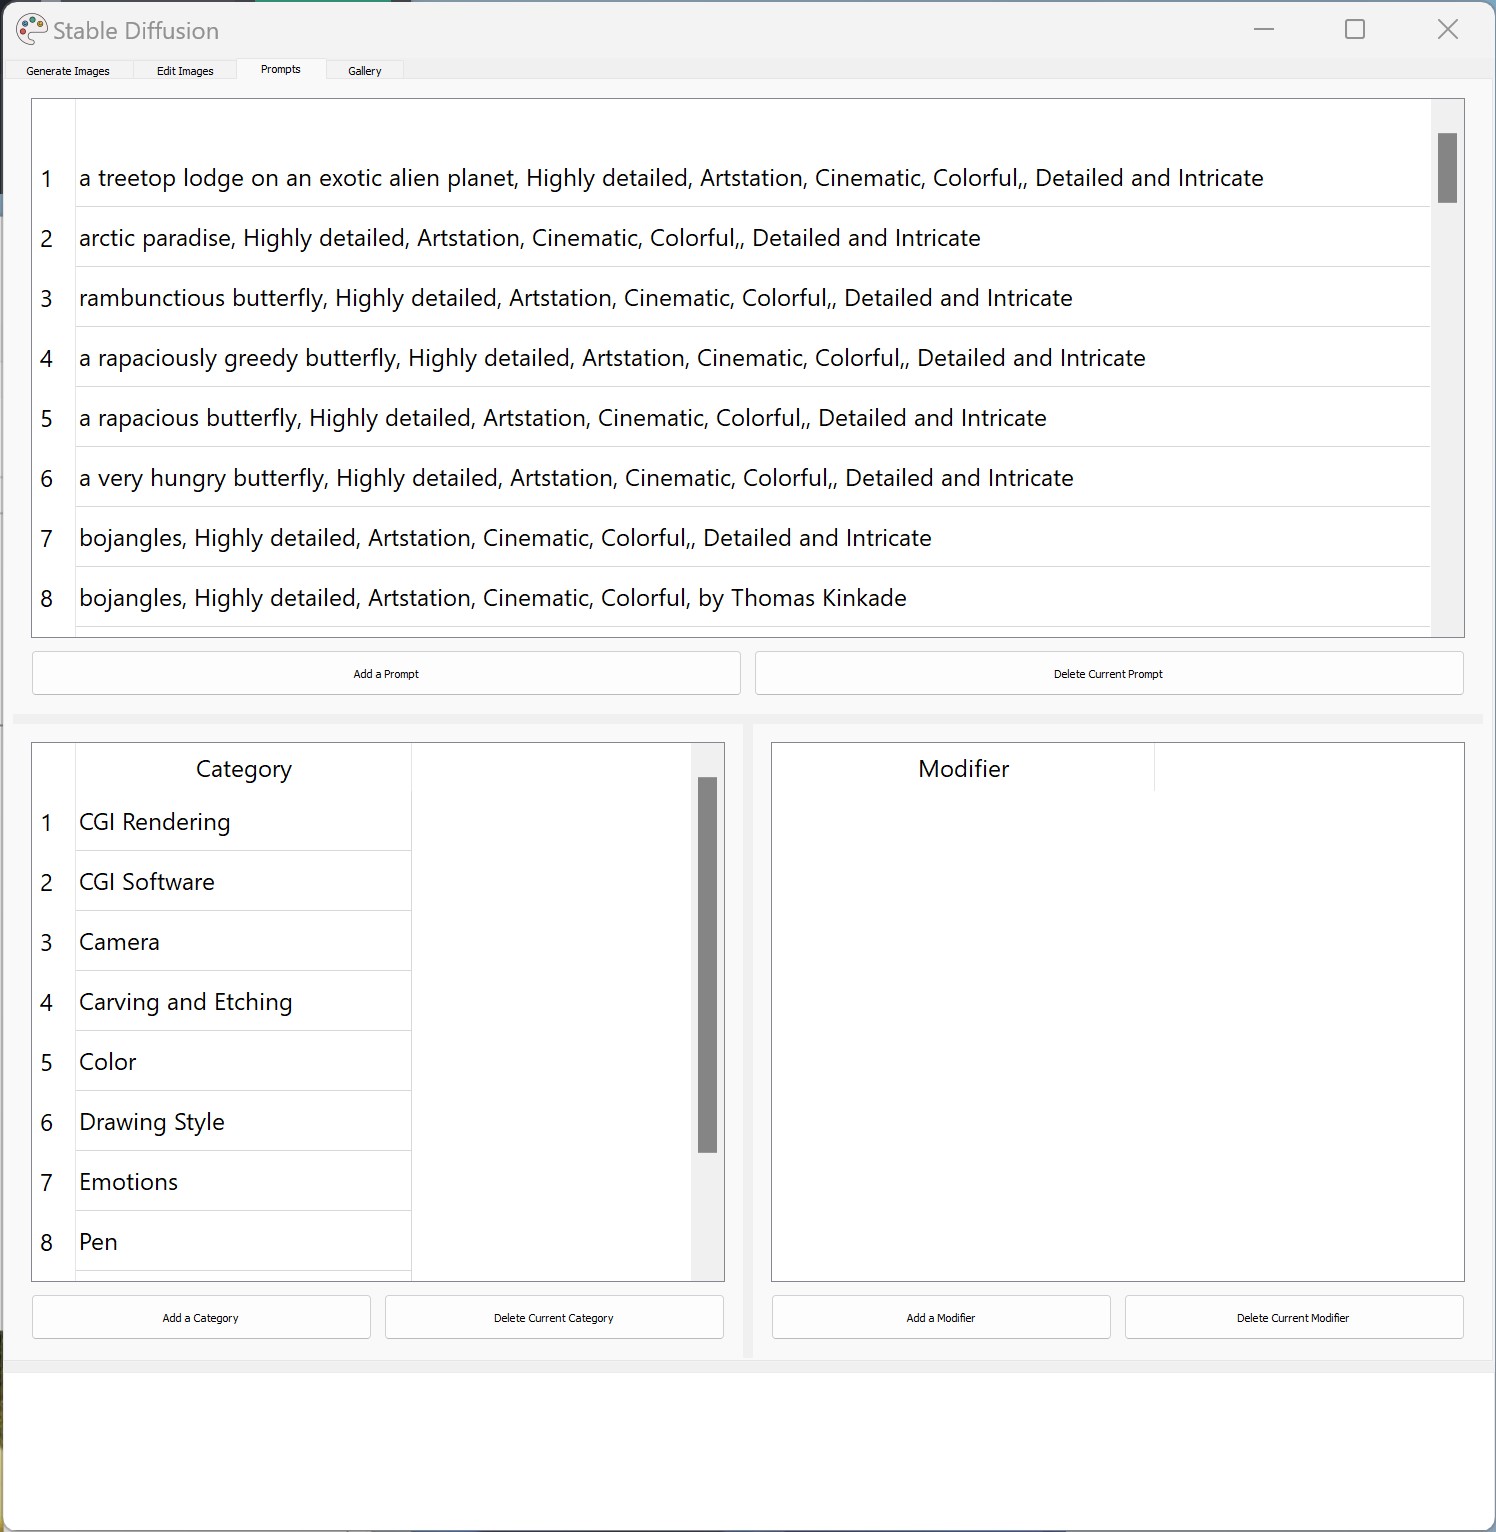 Stable Diffusion
Generate Images Edit Images Prompts Gallery
1 a treetop lodge on an exotic alien planet, Highly detailed, Artstation, Cinematic, Colorful,, Detailed and Intricate
2 arctic paradise, Highly detailed, Artstation, Cinematic, Colorful,, Detailed and Intricate
3 rambunctious butterfly, Highly detailed, Artstation, Cinematic, Colorful,, Detailed and Intricate
4 a rapaciously greedy butterfly, Highly detailed, Artstation, Cinematic, Colorful,, Detailed and Intricate
5 a rapacious butterfly, Highly detailed, Artstation, Cinematic, Colorful,, Detailed and Intricate
6 a very hungry butterfly, Highly detailed, Artstation, Cinematic, Colorful,, Detailed and Intricate
7 bojangles, Highly detailed, Artstation, Cinematic, Colorful,, Detailed and Intricate
8 bojangles, Highly detailed, Artstation, Cinematic, Colorful, by Thomas Kinkade
Add a Prompt Delete Current Prompt
Category
1 CGI Rendering
2 CGI Software
3 Camera
4 Carving and Etching
5 Color
6 Drawing Style
7 Emotions
8 Pen
Add a Category Delete Current Category
Modifier
Add a Modifier Delete Current Modifier